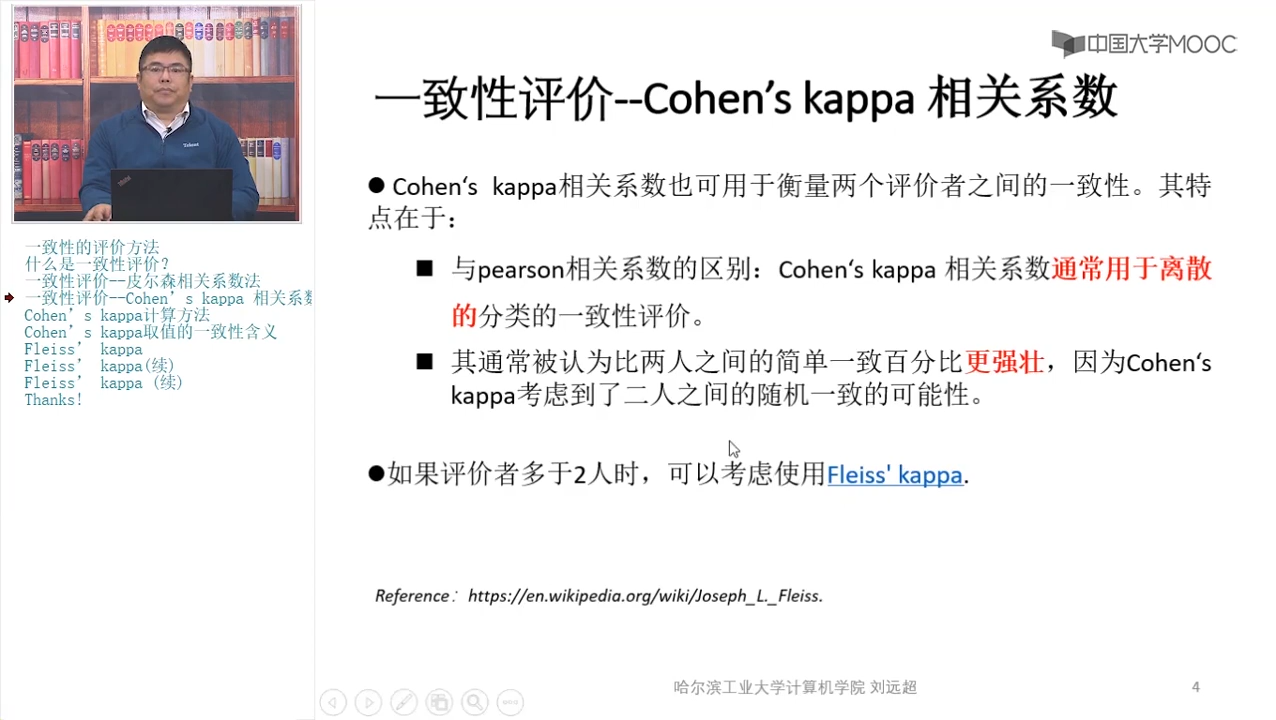 中国大学MOOC
一致性评价--Cohen’s kappa 相关系数
● Cohen‘s kappa相关系数也可用于衡量两个评价者之间的一致性。其特
点在于：
■ 与pearson相关系数的区别：Cohen‘s kappa 相关系数通常用于离散
的分类的一致性评价。
■ 其通常被认为比两人之间的简单一致百分比更强壮，因为Cohen‘s
kappa考虑到了二人之间的随机一致的可能性。
●如果评价者多于2人时，可以考虑使用Fleiss' kappa.
Reference：https://en.wikipedia.org/wiki/Joseph_L._Fleiss.
哈尔滨工业大学计算机学院 刘远超
4
一致性的评价方法
什么是一致性评价？
一致性评价--皮尔森相关系数法
一致性评价--Cohen’s kappa 相关系数
Cohen’s kappa计算方法
Cohen’s kappa取值的一致性含义
Fleiss’ kappa
Fleiss’ kappa(续)
Fleiss’ kappa (续)
Thanks!